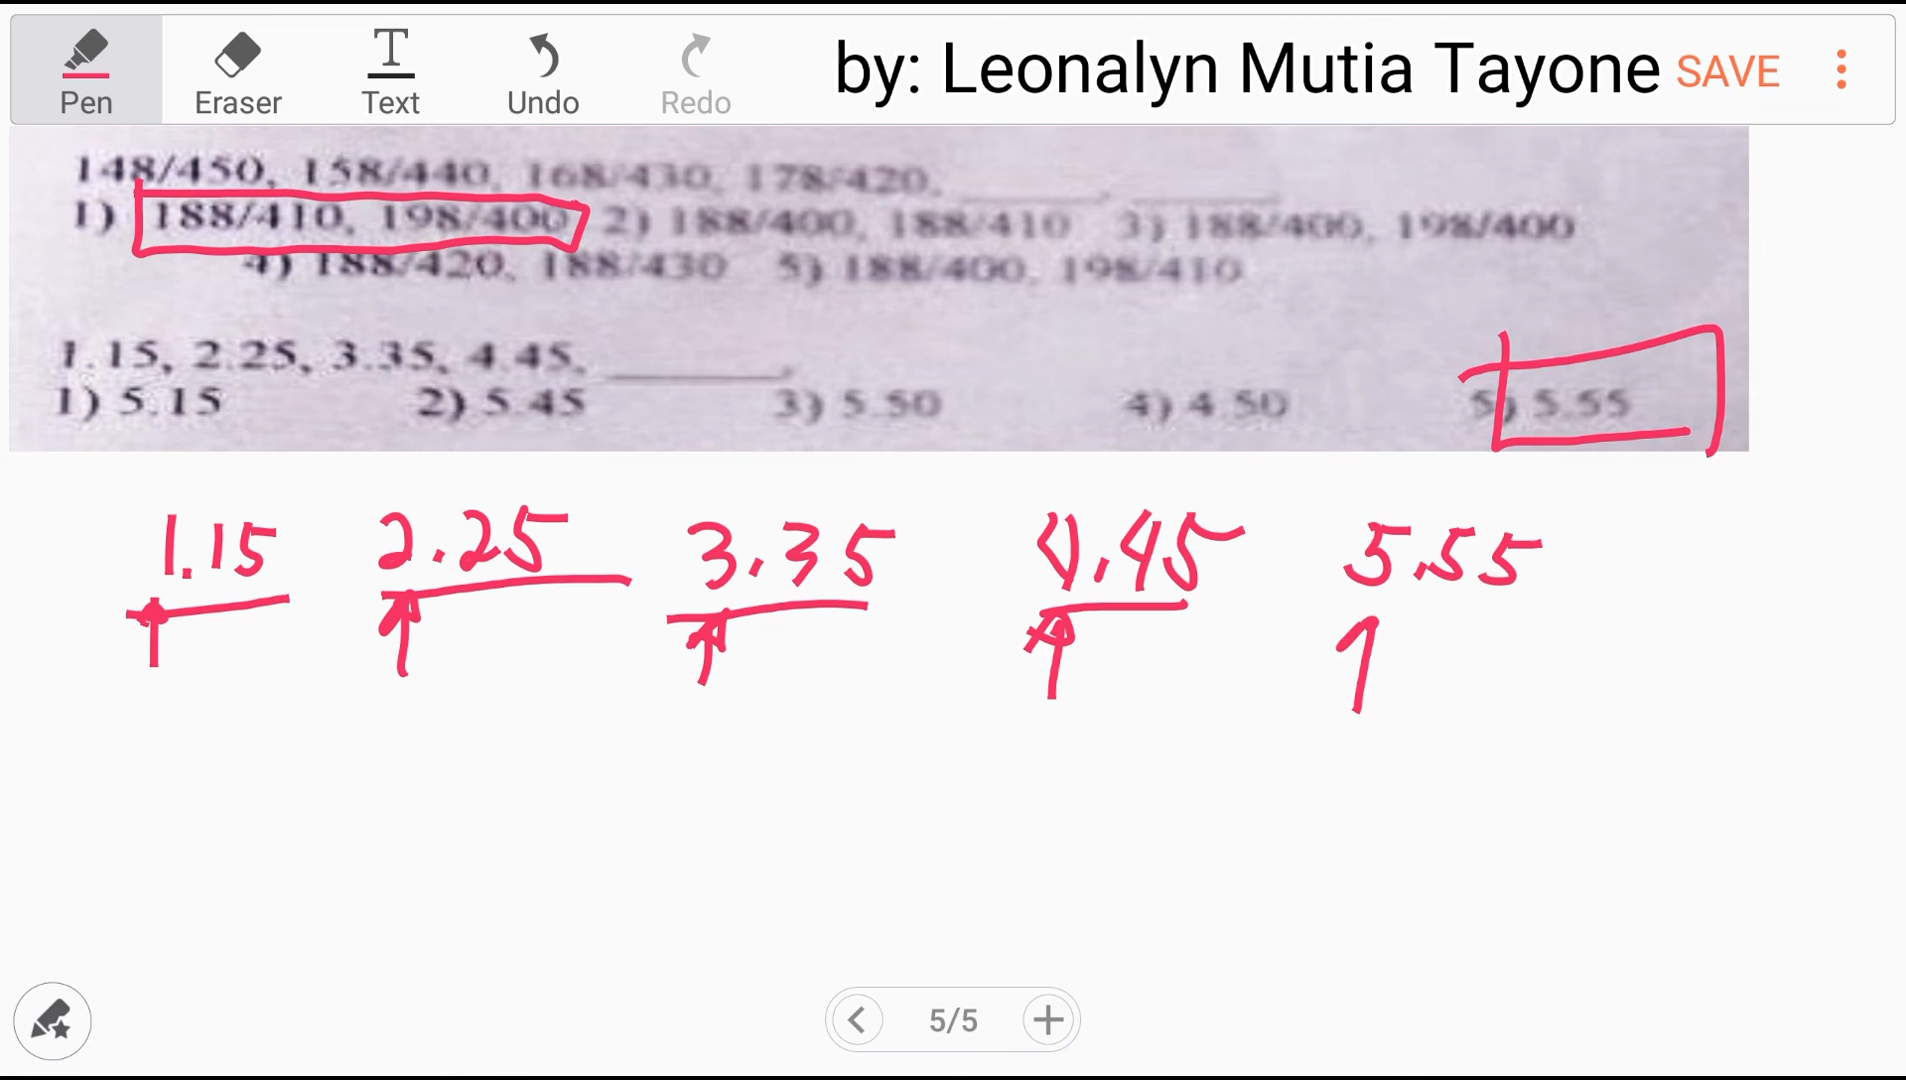 Pen Eraser Text Undo Redo by: Leonalyn Mutia Tayone SAVE
148/450, 158/440, 168/430, 178/420, ______, ______
1) 188/410, 198/400 2) 188/400, 188/410 3) 188/400, 198/400
4) 188/420, 188/430 5) 188/400, 198/410
1.15, 2.25, 3.35, 4.45, ______.
1) 5.15 2) 5.45 3) 5.50 4) 4.50 5) 5.55
1.15 2.25 3.35 4.45 5.55
5/5